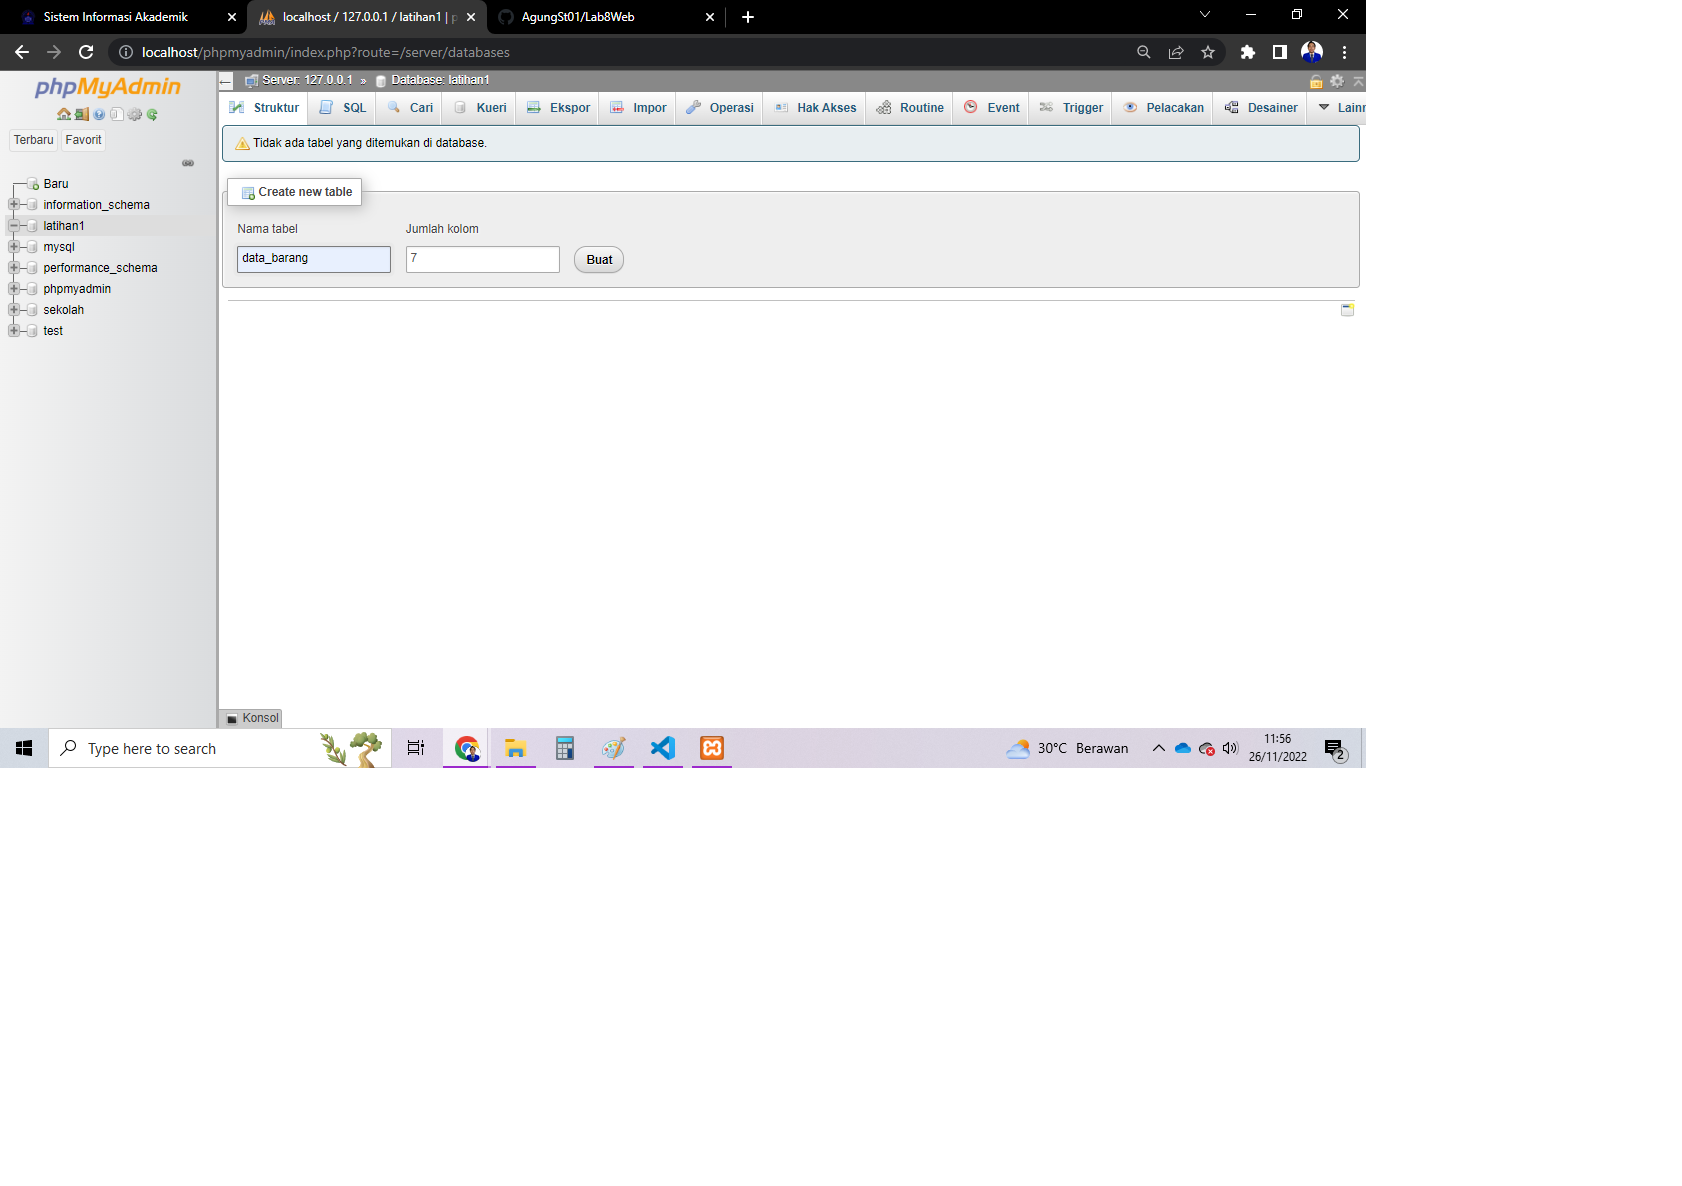 Sistem Informasi Akademik
localhost / 127.0.0.1 / latihan1 | p
AgungSt01/Lab8Web
localhost/phpmyadmin/index.php?route=/server/databases
phpMyAdmin
Terbaru Favorit
Baru
information_schema
latihan1
mysql
performance_schema
phpmyadmin
sekolah
test
Server: 127.0.0.1 » Database: latihan1
Struktur SQL Cari Kueri Ekspor Impor Operasi Hak Akses Routine Event Trigger Pelacakan Desainer Lainn
Tidak ada tabel yang ditemukan di database.
Create new table
Nama tabel Jumlah kolom
data_barang 7 Buat
Konsol
Type here to search
30°C Berawan
11:56
26/11/2022
2